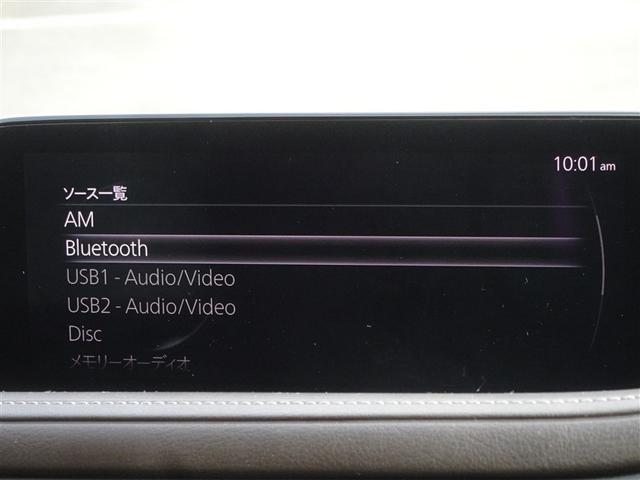 10:01 am
ソース一覧
AM
Bluetooth
USB1 - Audio/Video
USB2 - Audio/Video
Disc
メモリーオーディオ